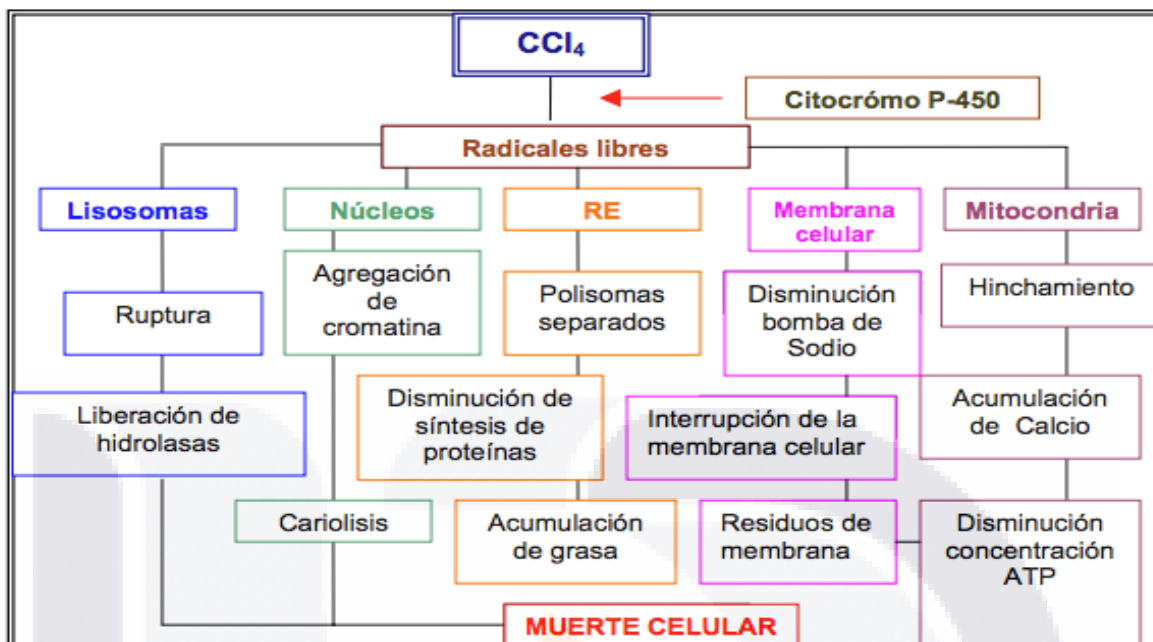 CCl₄
Citocrómo P-450
Radicales libres
Lisosomas
Núcleos
RE
Membrana
celular
Mitocondria
Ruptura
Agregación
de
cromatina
Polisomas
separados
Disminución
bomba de
Sodio
Hinchamiento
Liberación de
hidrolasas
Disminución de
síntesis de
proteínas
Interrupción de la
membrana celular
Acumulación
de Calcio
Cariolisis
Acumulación
de grasa
Residuos de
membrana
Disminución
concentración
ATP
MUERTE CELULAR